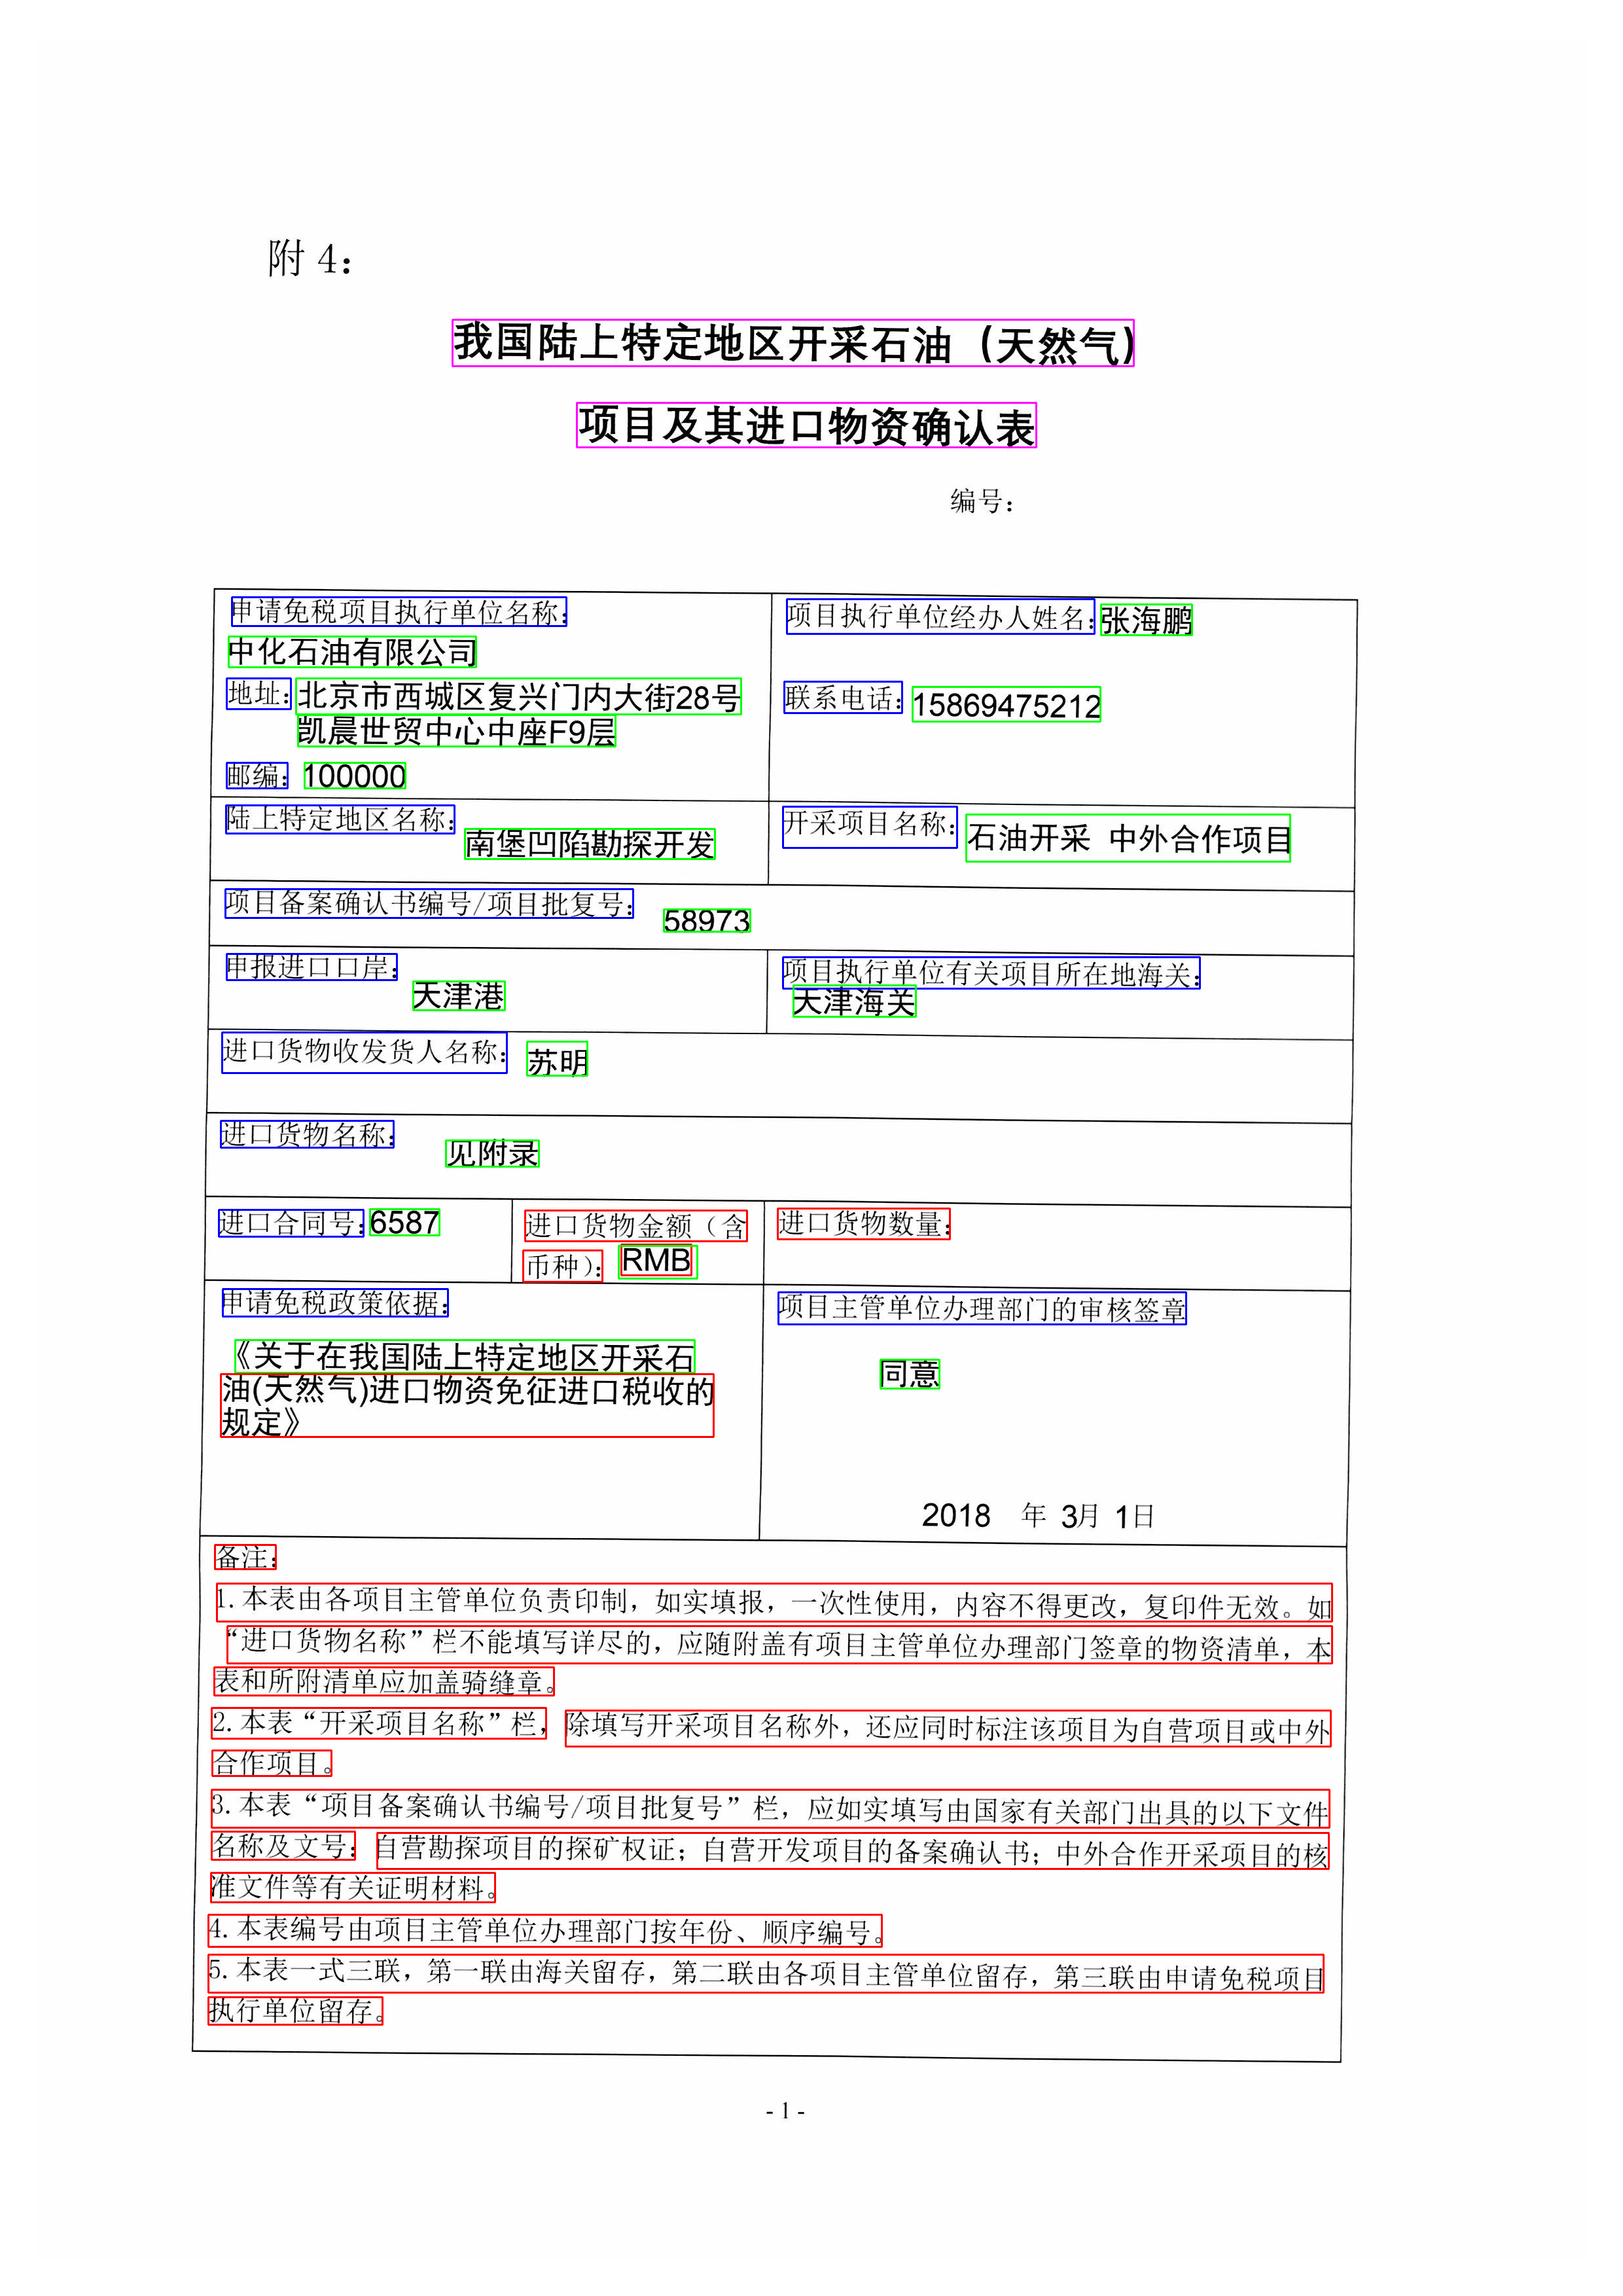 附 4：
我国陆上特定地区开采石油（天然气）
项目及其进口物资确认表
编号：
申请免税项目执行单位名称：
中化石油有限公司
地址：北京市西城区复兴门内大街28号
凯晨世贸中心中座F9层
邮编：100000
项目执行单位经办人姓名：张海鹏
联系电话：15869475212
陆上特定地区名称：南堡凹陷勘探开发
开采项目名称：石油开采 中外合作项目
项目备案确认书编号/项目批复号：58973
申报进口口岸：天津港
项目执行单位有关项目所在地海关：
天津海关
进口货物收发货人名称：苏明
进口货物名称：见附录
进口合同号：6587
进口货物金额（含
币种）：RMB
进口货物数量：
申请免税政策依据：
《关于在我国陆上特定地区开采石
油(天然气)进口物资免征进口税收的
规定》
项目主管单位办理部门的审核签章
同意
2018 年 3月 1日
备注：
1.本表由各项目主管单位负责印制，如实填报，一次性使用，内容不得更改，复印件无效。如
“进口货物名称”栏不能填写详尽的，应随附盖有项目主管单位办理部门签章的物资清单，本
表和所附清单应加盖骑缝章。
2.本表“开采项目名称”栏，除填写开采项目名称外，还应同时标注该项目为自营项目或中外
合作项目。
3.本表“项目备案确认书编号/项目批复号”栏，应如实填写由国家有关部门出具的以下文件
名称及文号：自营勘探项目的探矿权证；自营开发项目的备案确认书；中外合作开采项目的核
准文件等有关证明材料。
4.本表编号由项目主管单位办理部门按年份、顺序编号。
5.本表一式三联，第一联由海关留存，第二联由各项目主管单位留存，第三联由申请免税项目
执行单位留存。
- 1 -